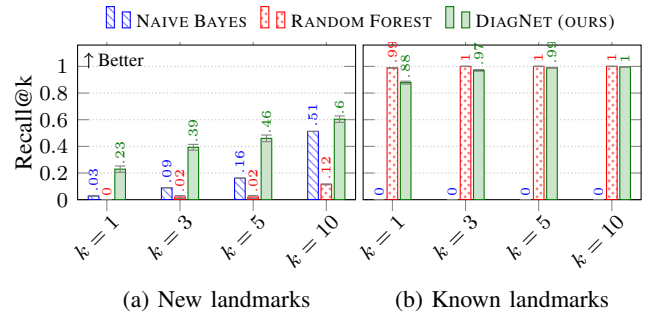 NAIVE BAYES RANDOM FOREST DIAGNET (OURS)
↑ Better
Recall@k
1
0.8
0.6
0.4
0.2
0
.03 0 .23
.09 .02 .39
.16 .02 .46
.51 .12 .6
k = 1 k = 3 k = 5 k = 10
0 .99 .88
0 1 .97
0 1 .99
0 1 1
k = 1 k = 3 k = 5 k = 10
(a) New landmarks (b) Known landmarks